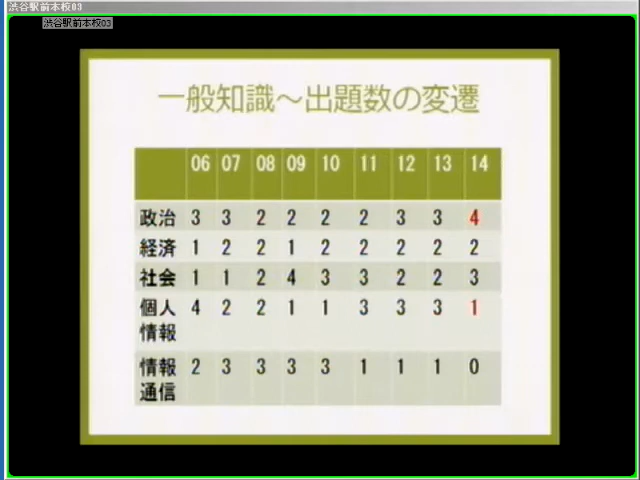 渋谷駅前本校03
渋谷駅前本校03
一般知識～出題数の変遷
06 07 08 09 10 11 12 13 14
政治 3 3 2 2 2 2 3 3 4
経済 1 2 2 1 2 2 2 2 2
社会 1 1 2 4 3 3 2 2 3
個人 4 2 2 1 1 3 3 3 1
情報
情報 2 3 3 3 3 1 1 1 0
通信